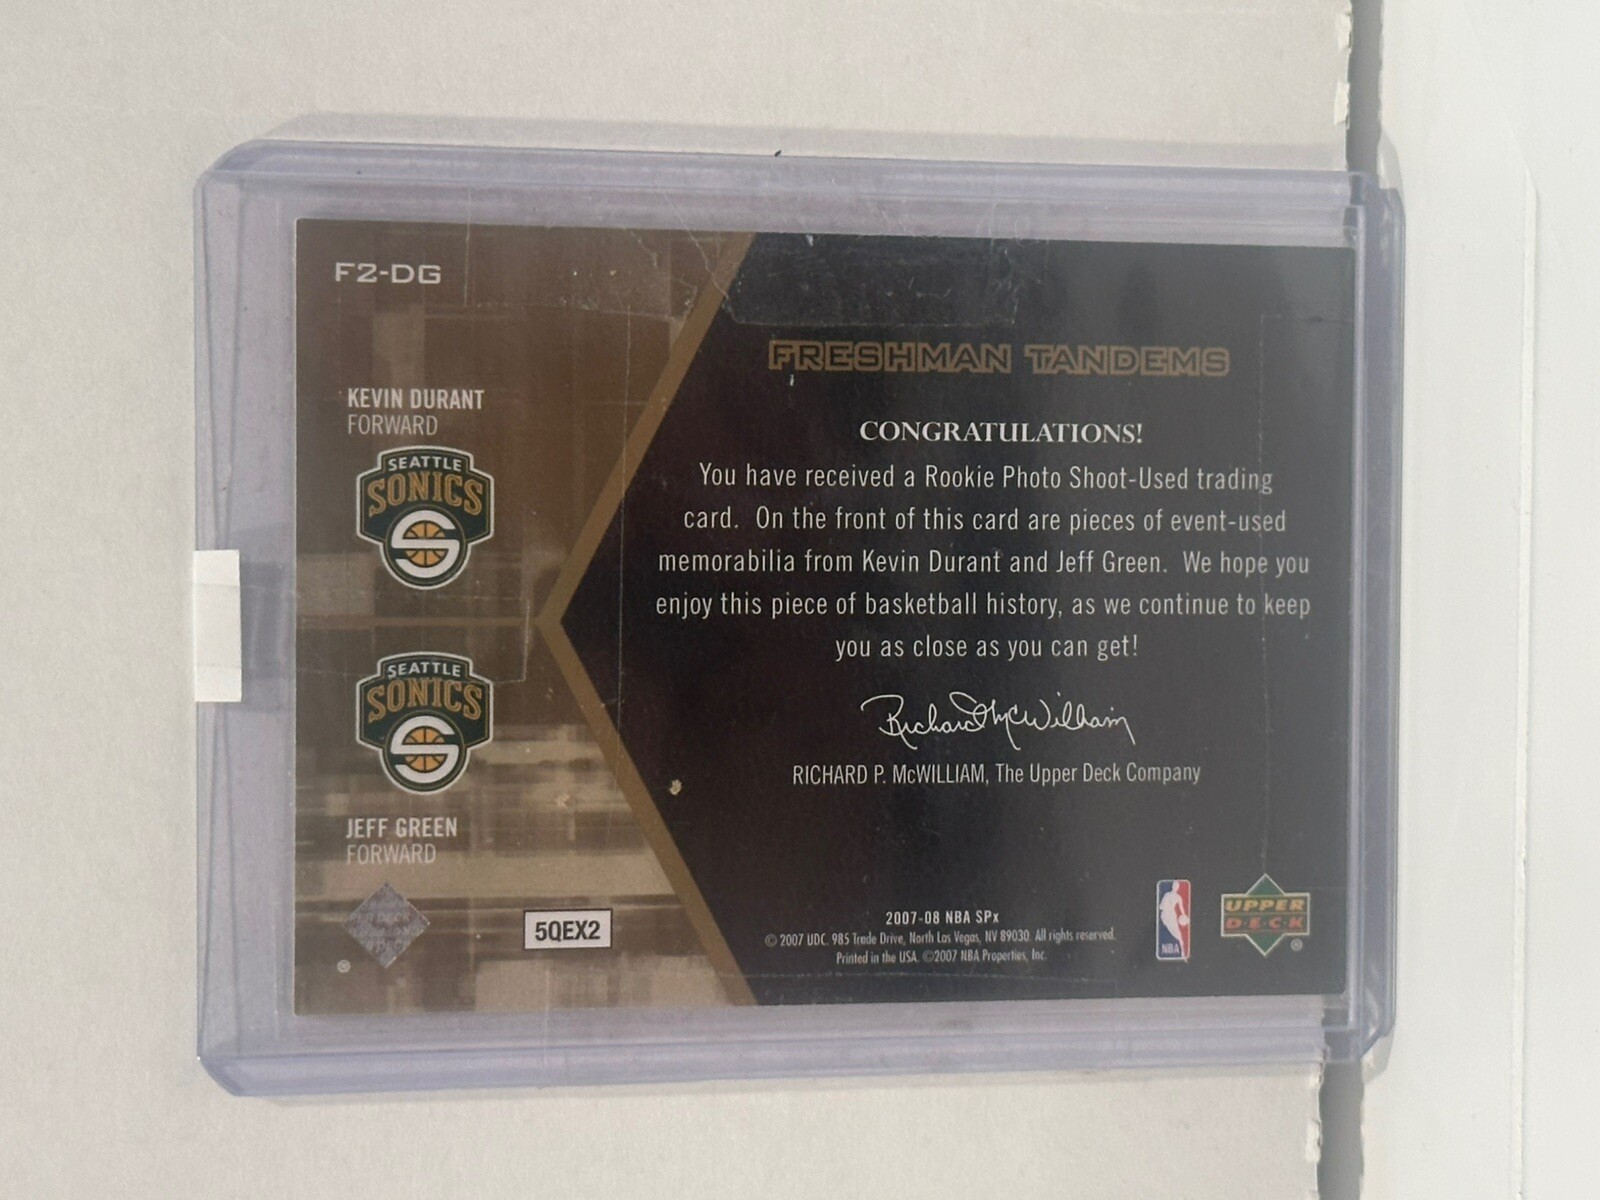 F2-DG
KEVIN DURANT
FORWARD
SEATTLE
SONICS
SEATTLE
SONICS
JEFF GREEN
FORWARD
5QEX2
FRESHMAN TANDEMS
CONGRATULATIONS!
You have received a Rookie Photo Shoot-Used trading
card. On the front of this card are pieces of event-used
memorabilia from Kevin Durant and Jeff Green. We hope you
enjoy this piece of basketball history, as we continue to keep
you as close as you can get!
Richard McWilliam
RICHARD P. McWILLIAM, The Upper Deck Company
2007-08 NBA SPx
© 2007 UDC. 985 Trade Drive, North Las Vegas, NV 89030. All rights reserved.
Printed in the USA. ©2007 NBA Properties, Inc.
NBA
UPPER
DECK
®
®